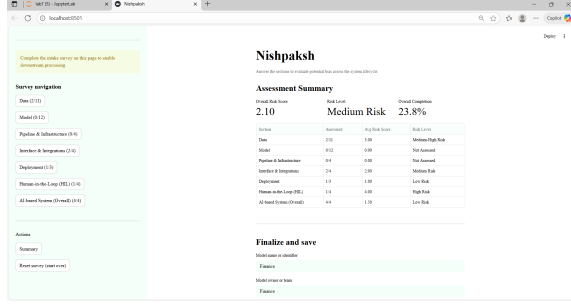 lab7 (5) - JupyterLab
Nishpaksh
localhost:8501
Copilot
Deploy
Complete the intake survey on this page to enable
downstream processing
Survey navigation
Data (2/11)
Model (0/12)
Pipeline & Infrastructure (0/4)
Interface & Integrations (2/4)
Deployment (1/3)
Human-in-the-Loop (HIL) (1/4)
AI-based System (Overall) (4/4)
Actions
Summary
Reset survey (start over)
Nishpaksh
Answer the sections to evaluate potential bias across the system lifecycle
Assessment Summary
Overall Risk Score Risk Level Overall Completion
2.10 Medium Risk 23.8%
Section Answered Avg Risk Score Risk Level
Data 2/11 3.00 Medium-High Risk
Model 0/12 0.00 Not Assessed
Pipeline & Infrastructure 0/4 0.00 Not Assessed
Interface & Integrations 2/4 2.00 Medium Risk
Deployment 1/3 1.00 Low Risk
Human-in-the-Loop (HIL) 1/4 4.00 High Risk
AI-based System (Overall) 4/4 1.50 Low Risk
Finalize and save
Model name or identifier
Finance
Model owner or team
Finance